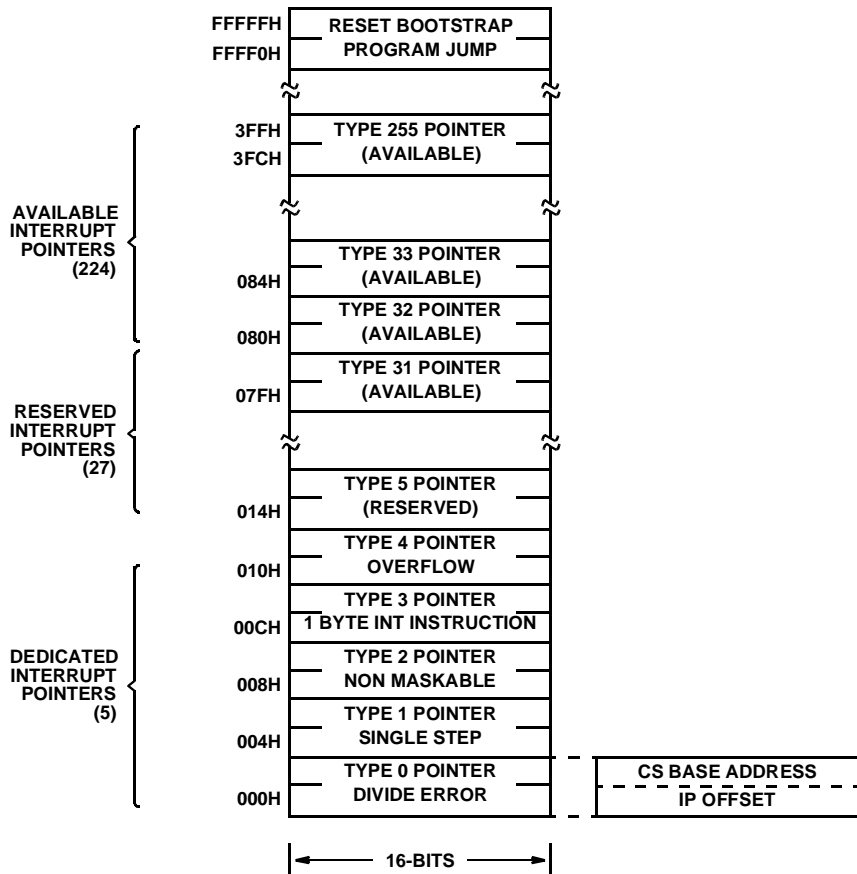 FFFFFH
RESET BOOTSTRAP
FFFF0H
PROGRAM JUMP
3FFH
TYPE 255 POINTER
3FCH
(AVAILABLE)
AVAILABLE
INTERRUPT
POINTERS
(224)
TYPE 33 POINTER
084H
(AVAILABLE)
TYPE 32 POINTER
080H
(AVAILABLE)
TYPE 31 POINTER
07FH
(AVAILABLE)
RESERVED
INTERRUPT
POINTERS
(27)
TYPE 5 POINTER
014H
(RESERVED)
TYPE 4 POINTER
010H
OVERFLOW
TYPE 3 POINTER
00CH
1 BYTE INT INSTRUCTION
DEDICATED
INTERRUPT
POINTERS
(5)
TYPE 2 POINTER
008H
NON MASKABLE
TYPE 1 POINTER
004H
SINGLE STEP
TYPE 0 POINTER
000H
DIVIDE ERROR
CS BASE ADDRESS
IP OFFSET
16-BITS